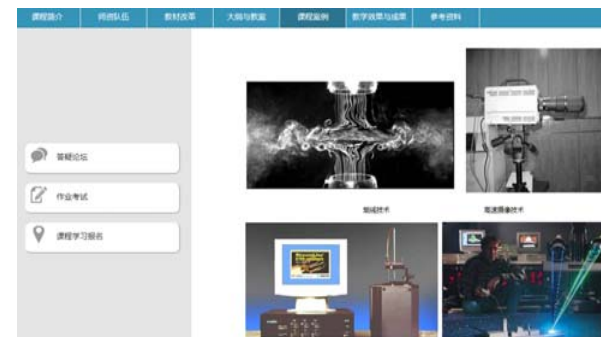 课程简介 师资队伍 教材改革 大纲与教案 课程案例 教学效果与成果 参考资料
答疑论坛
作业考试
课程学习报名
高速摄像技术